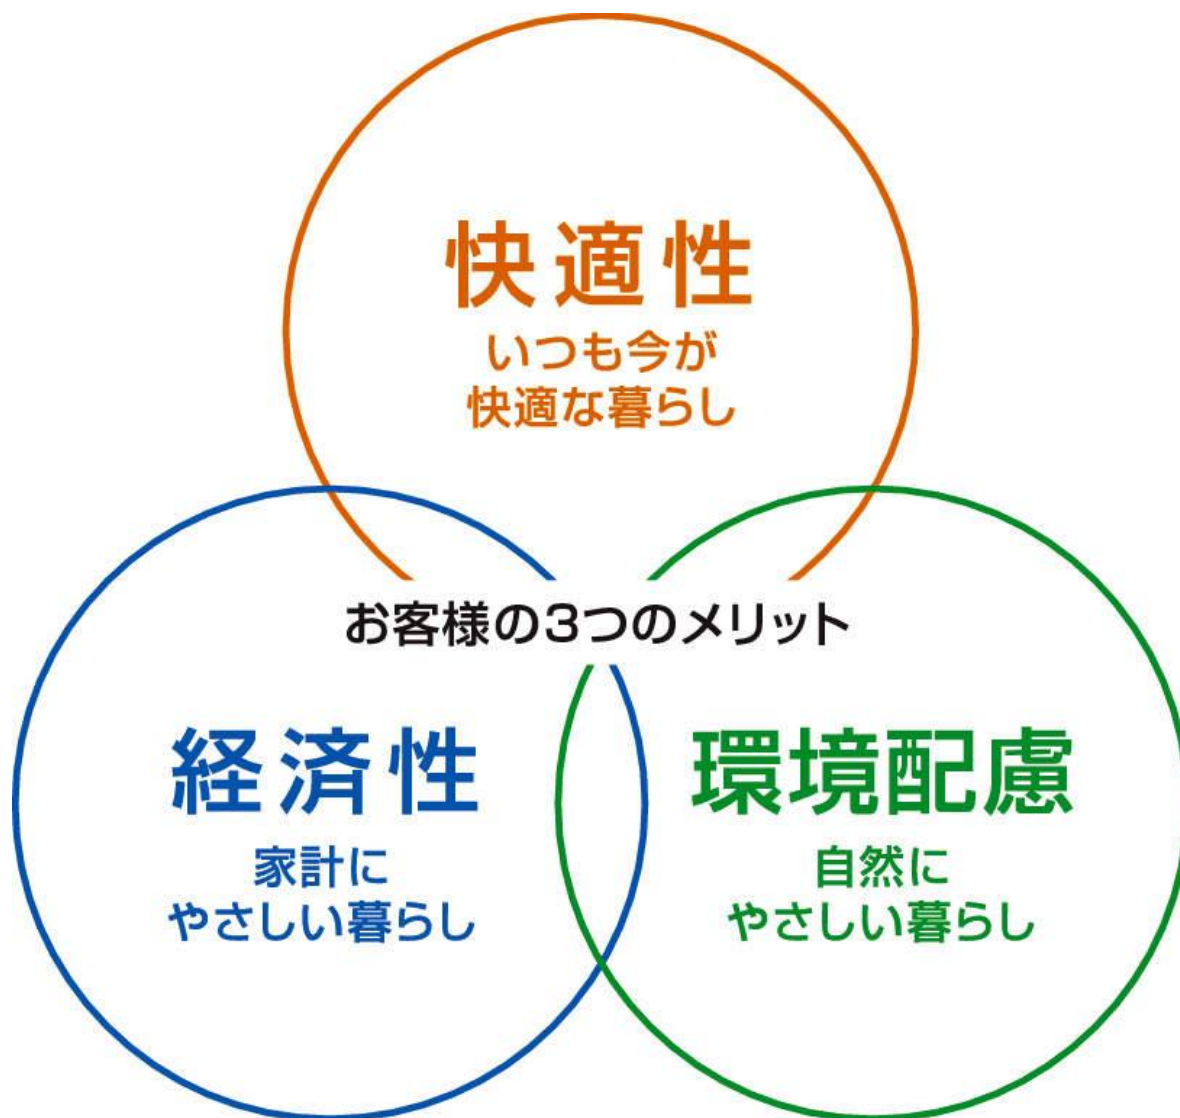 快適性
いつも今が
快適な暮らし
お客様の3つのメリット
経済性
家計に
やさしい暮らし
環境配慮
自然に
やさしい暮らし